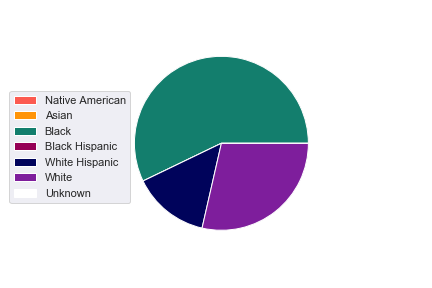 Native American
Asian
Black
Black Hispanic
White Hispanic
White
Unknown